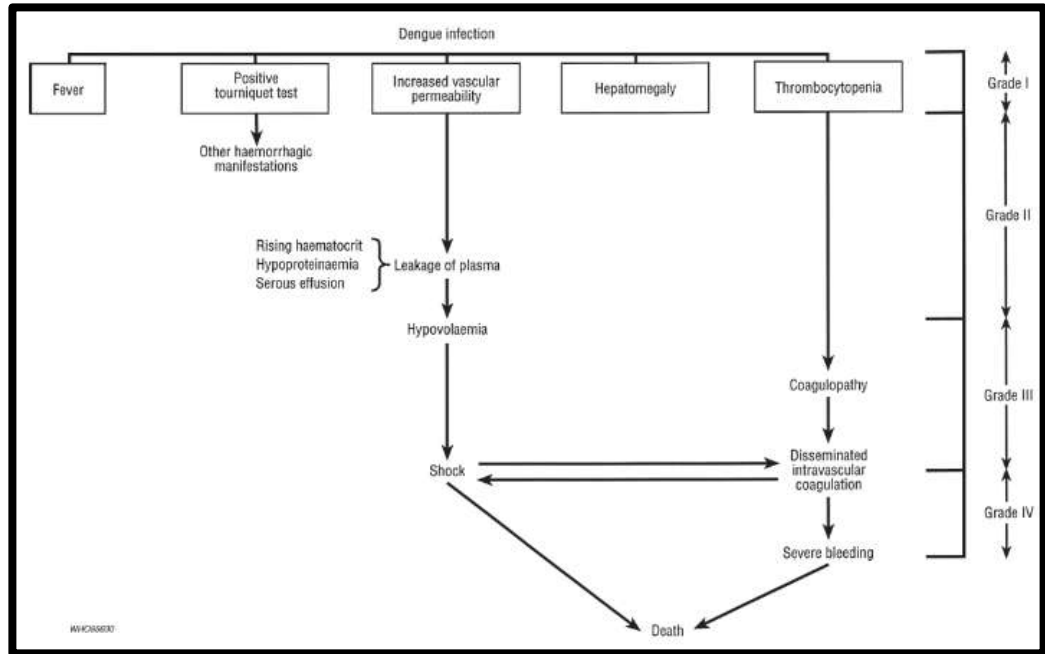 Dengue infection
Fever
Positive
tourniquet test
Increased vascular
permeability
Hepatomegaly
Thrombocytopenia
Grade I
Other haemorrhagic
manifestations
Grade II
Rising haematocrit
Hypoproteinaemia
Serous effusion
Leakage of plasma
Hypovolaemia
Coagulopathy
Grade III
Shock
Disseminated
intravascular
coagulation
Grade IV
Severe bleeding
Death